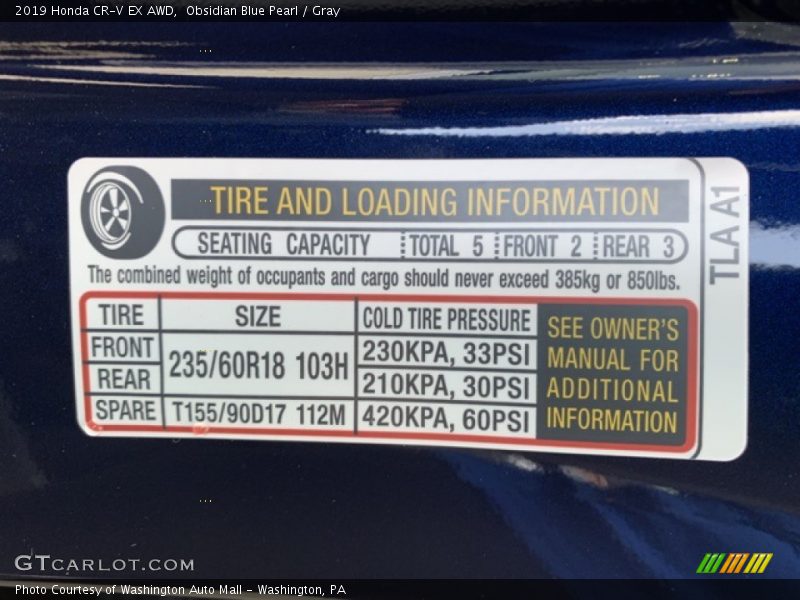 2019 Honda CR-V EX AWD, Obsidian Blue Pearl / Gray
TIRE AND LOADING INFORMATION
SEATING CAPACITY TOTAL 5 FRONT 2 REAR 3
The combined weight of occupants and cargo should never exceed 385kg or 850lbs.
TIRE SIZE COLD TIRE PRESSURE
FRONT 235/60R18 103H 230KPA, 33PSI
REAR 210KPA, 30PSI
SPARE T155/90D17 112M 420KPA, 60PSI
SEE OWNER'S
MANUAL FOR
ADDITIONAL
INFORMATION
TLA A1
GTCARLOT.COM
Photo Courtesy of Washington Auto Mall - Washington, PA